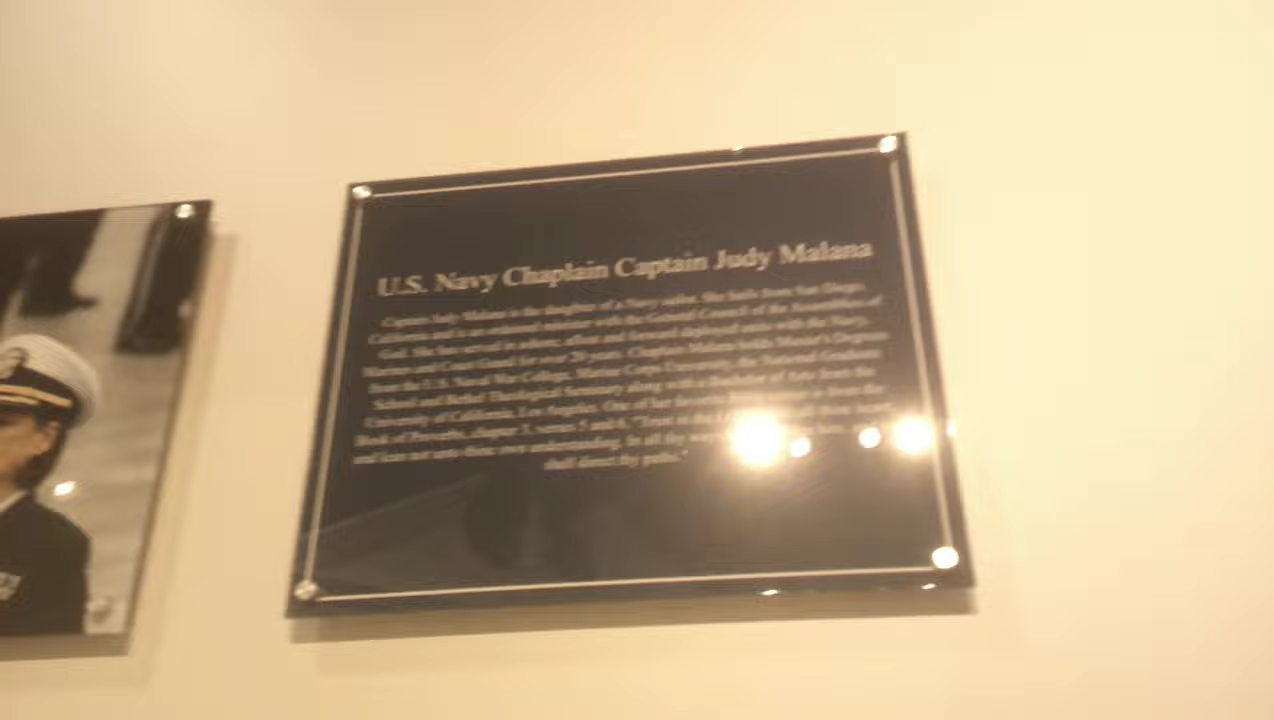 U.S. Navy Chaplain Captain Judy Malana
Captain Judy Malana is the daughter of a Navy sailor. She hails from San Diego,
California and is an ordained minister with the General Council of the Assemblies of
God. She has served in ashore, afloat and forward deployed units with the Navy,
Marine and Coast Guard for over 20 years. Chaplain Malana holds Master's Degrees
from the U.S. Naval War College, Marine Corps University, the National Graduate
School and Bethel Theological Seminary along with a Bachelor of Arts from the
University of California, Los Angeles. One of her from the
Book of Proverbs, chapter 3, verses 5 and 6, "Trust in the
and lean not unto thine own understanding. In all thy ways
shall direct thy paths."